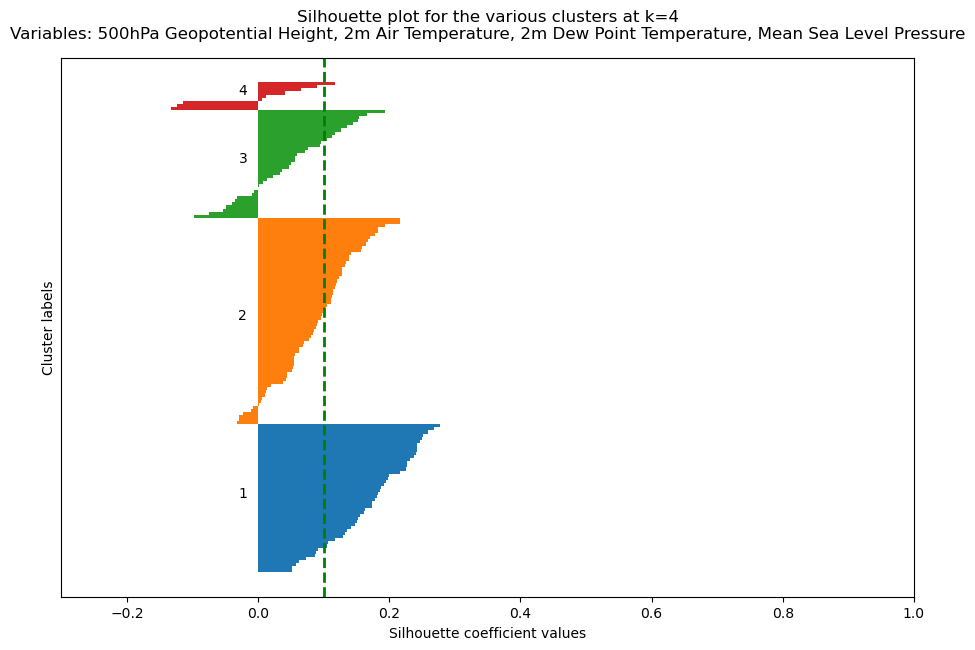 Silhouette plot for the various clusters at k=4
Variables: 500hPa Geopotential Height, 2m Air Temperature, 2m Dew Point Temperature, Mean Sea Level Pressure
4
3
2
1
Cluster labels
−0.2 0.0 0.2 0.4 0.6 0.8 1.0
Silhouette coefficient values